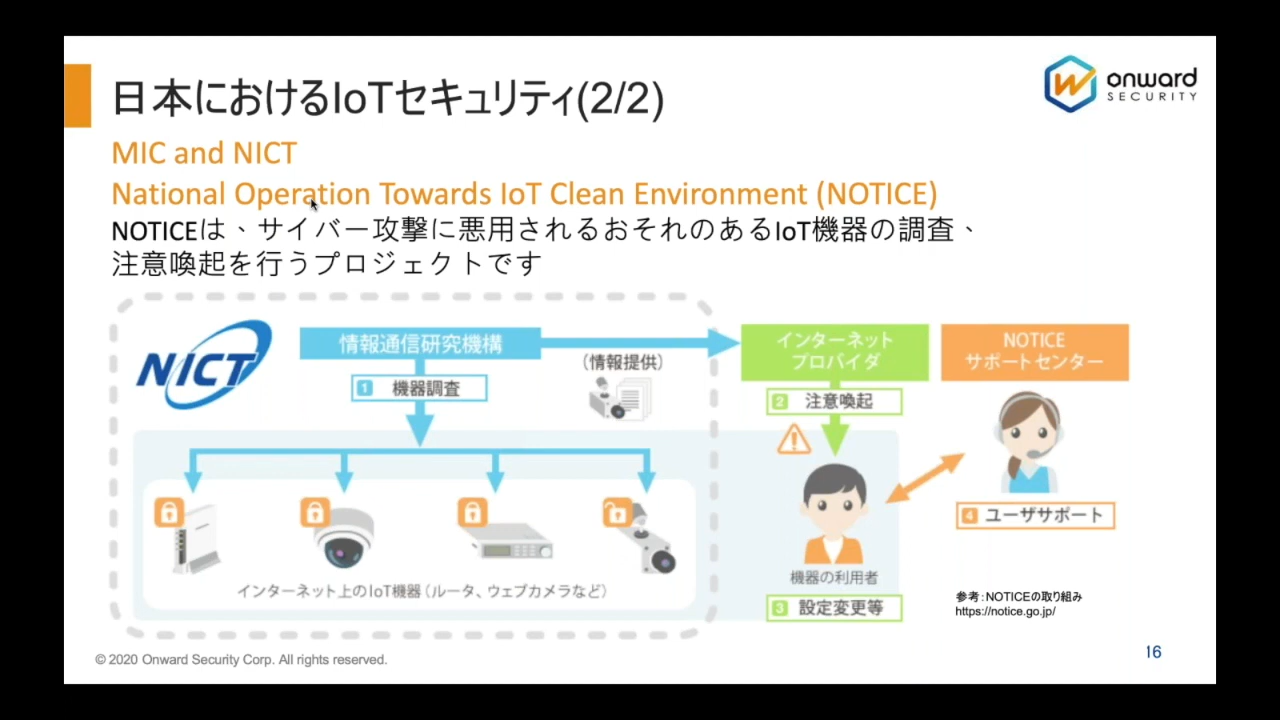 日本におけるIoTセキュリティ(2/2)
onward
SECURITY
MIC and NICT
National Operation Towards IoT Clean Environment (NOTICE)
NOTICEは、サイバー攻撃に悪用されるおそれのあるIoT機器の調査、
注意喚起を行うプロジェクトです
NICT
情報通信研究機構
(情報提供)
1 機器調査
インターネット
プロバイダ
NOTICE
サポートセンター
2 注意喚起
4 ユーザサポート
インターネット上のIoT機器(ルータ、ウェブカメラなど)
機器の利用者
3 設定変更等
参考:NOTICEの取り組み
https://notice.go.jp/
© 2020 Onward Security Corp. All rights reserved.
16